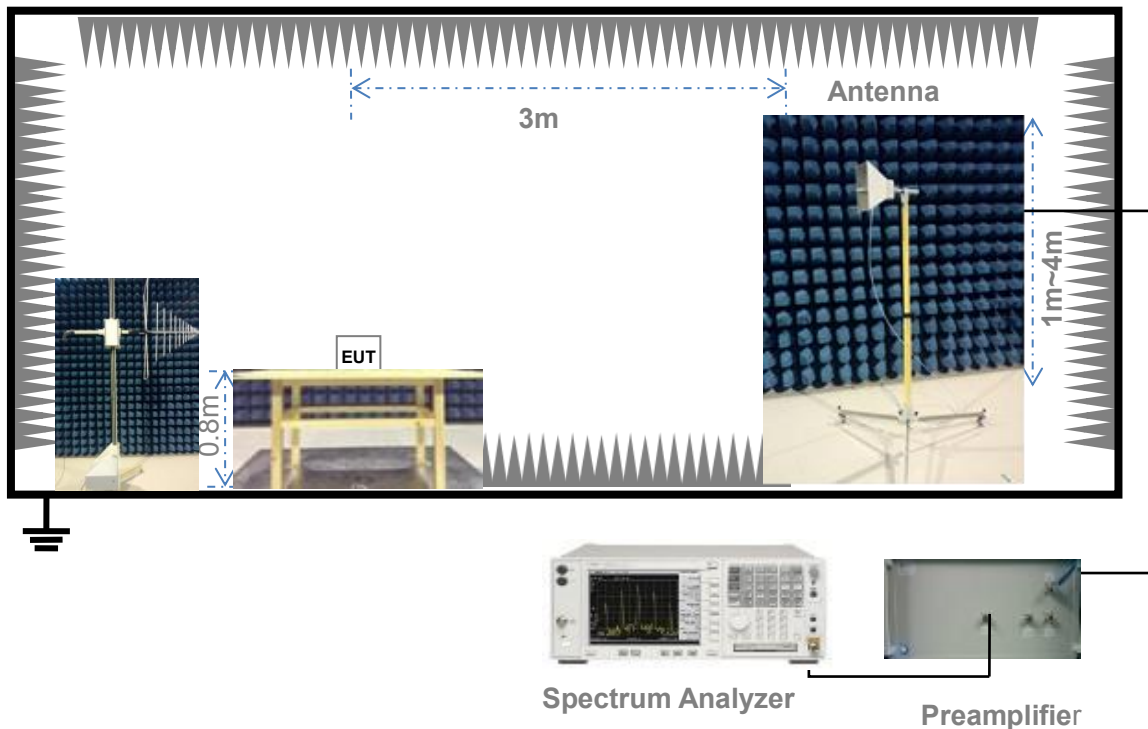 Antenna
3m
1m~4m
EUT
0.8m
Spectrum Analyzer
Preamplifier